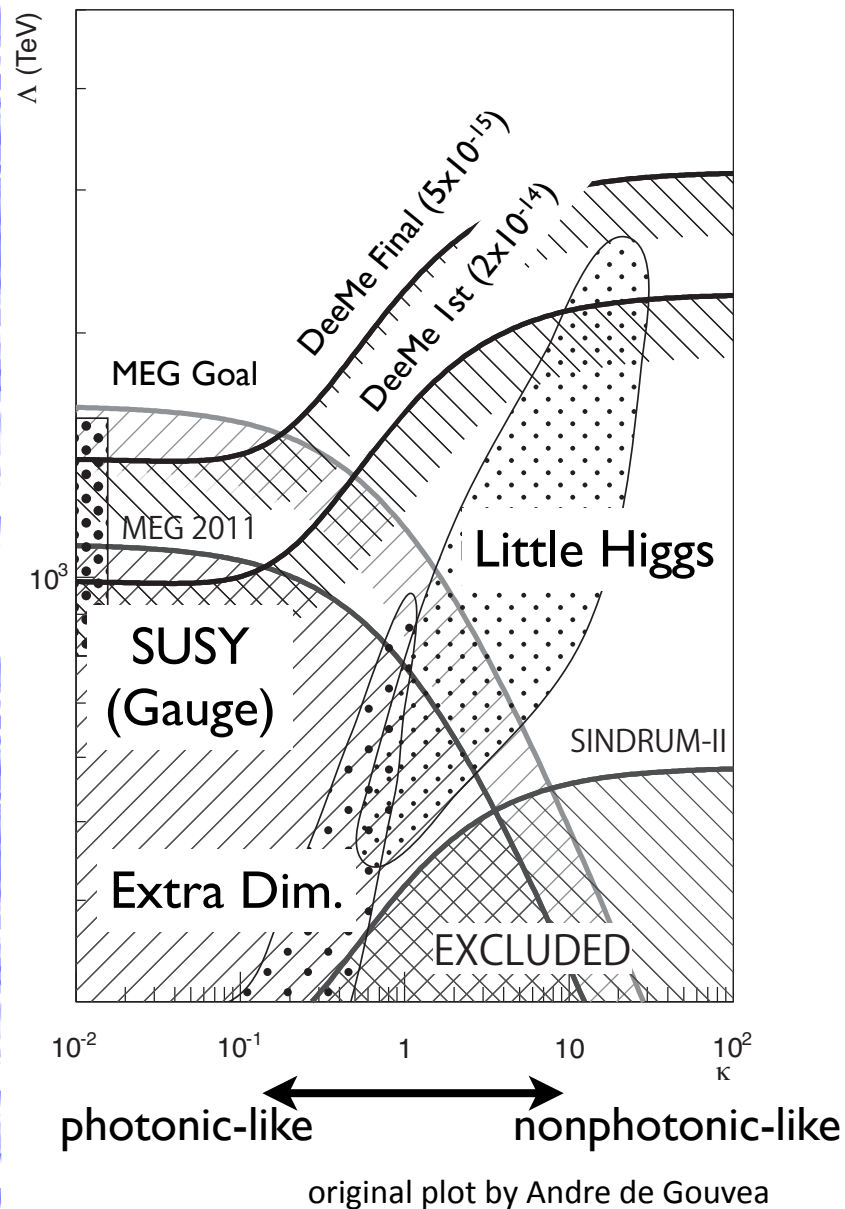 Λ (TeV)
DeeMe Final (5x10⁻¹⁵)
DeeMe 1st (2x10⁻¹⁴)
MEG Goal
MEG 2011
Little Higgs
10³
SUSY
(Gauge)
SINDRUM-II
Extra Dim.
EXCLUDED
10⁻² 10⁻¹ 1 10 10²
κ
photonic-like nonphotonic-like
original plot by Andre de Gouvea